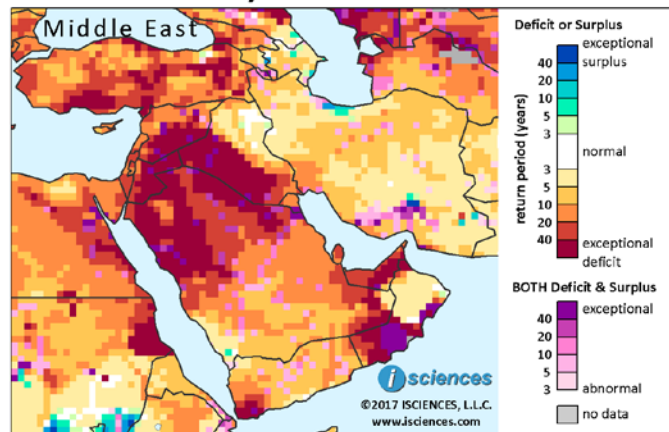 Middle East
Deficit or Surplus
exceptional
surplus
40
20
10
5
3
normal
3
5
10
20
40
exceptional
deficit
return period (years)
BOTH Deficit & Surplus
exceptional
40
20
10
5
3
abnormal
no data
i sciences
©2017 ISCIENCES, L.L.C.
www.isciences.com